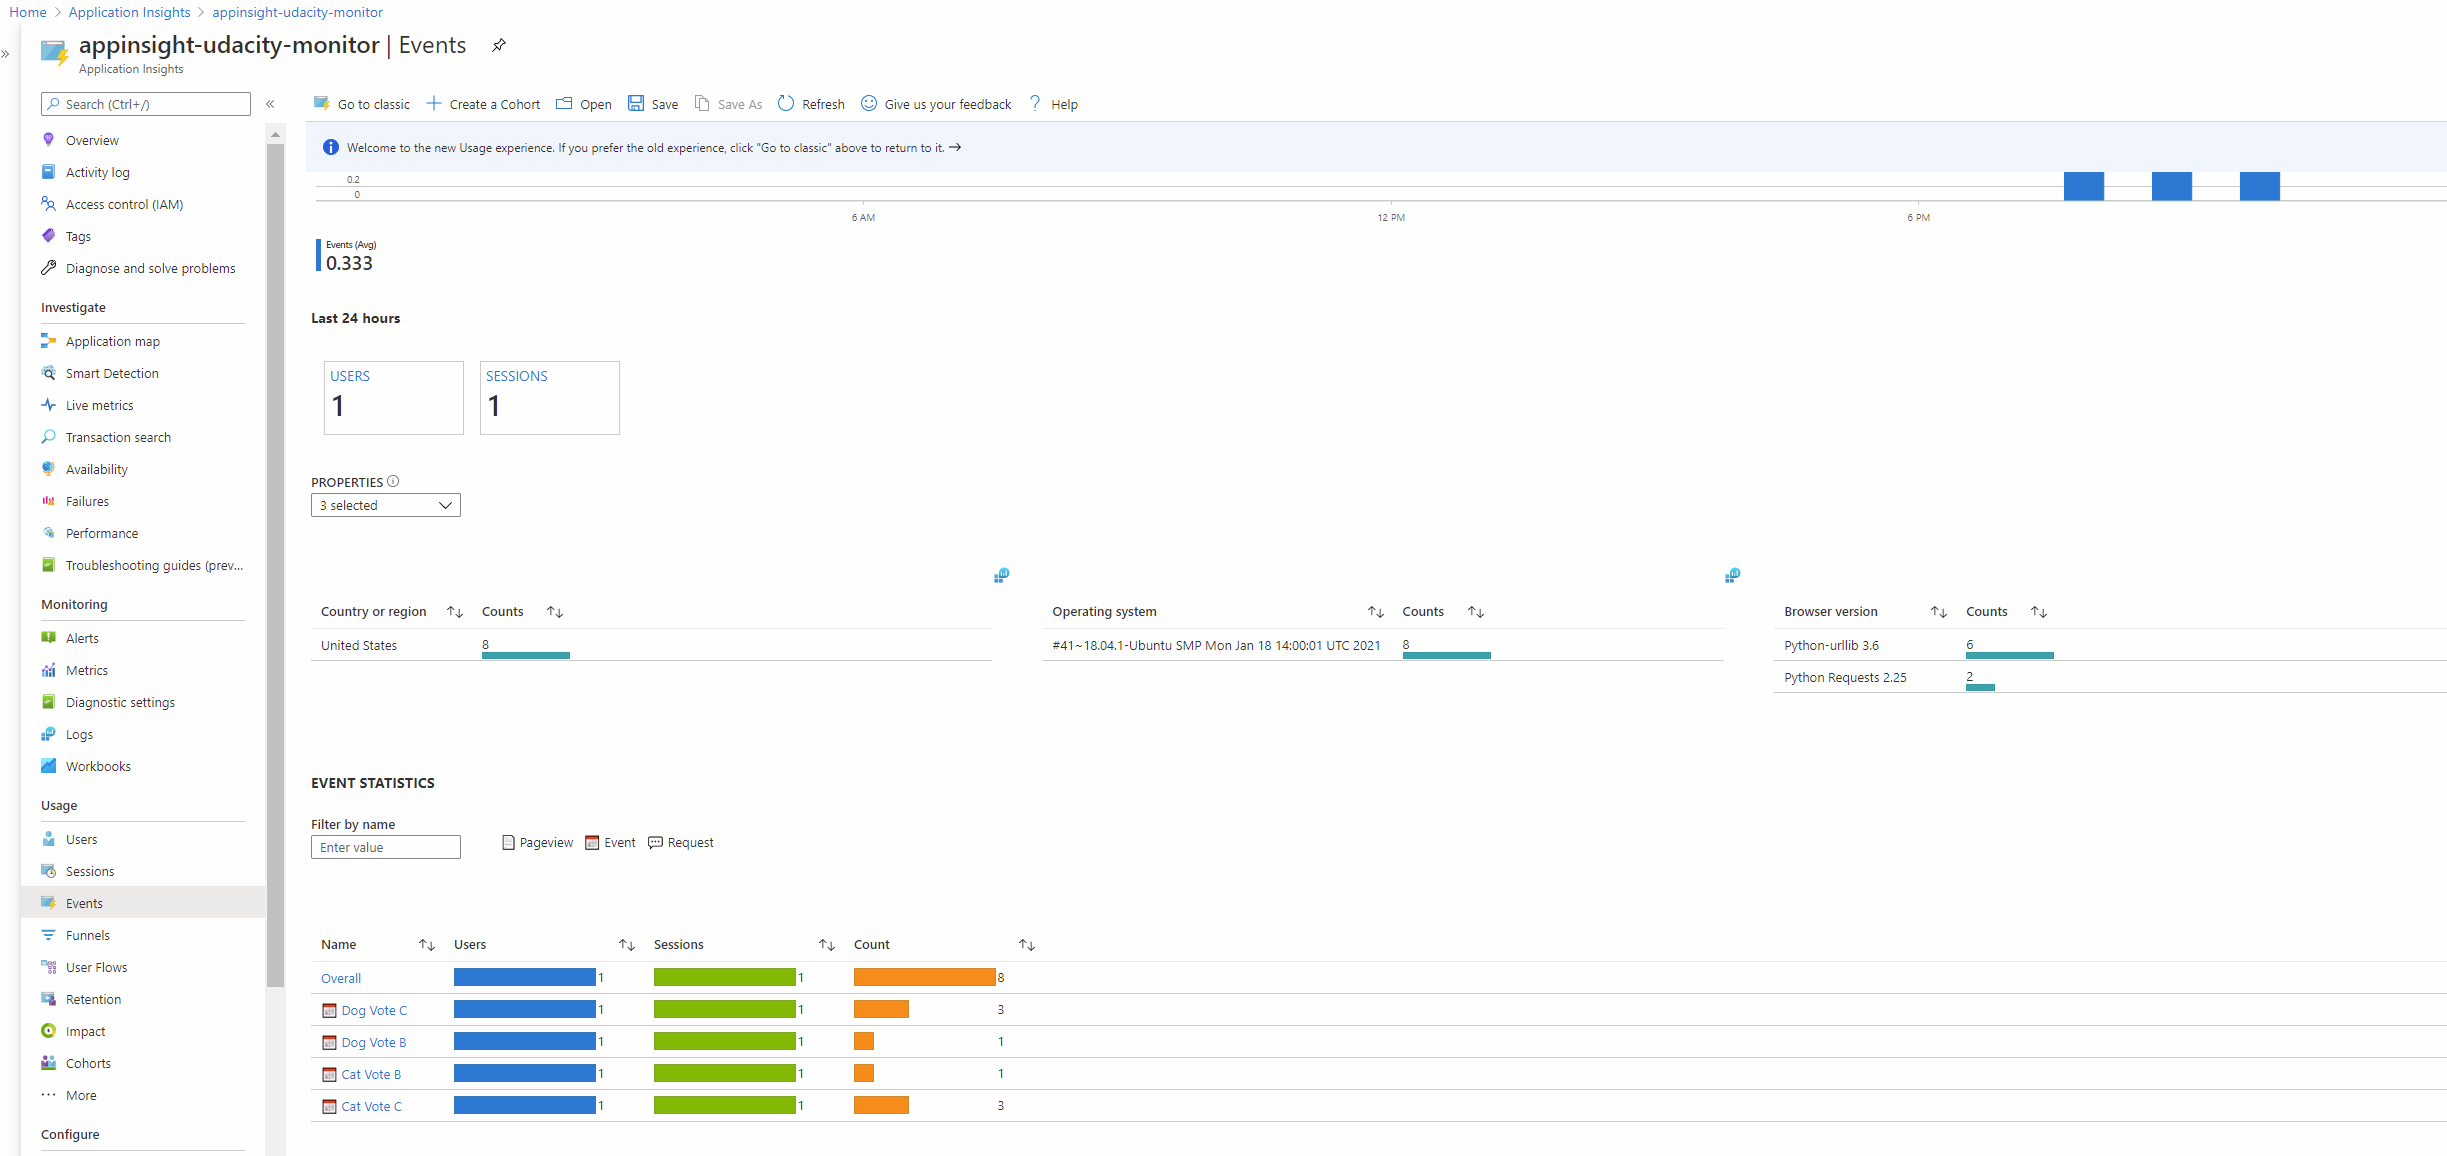 Home > Application Insights > appinsight-udacity-monitor
appinsight-udacity-monitor | Events
Application Insights
Search (Ctrl+/)
Overview
Activity log
Access control (IAM)
Tags
Diagnose and solve problems
Investigate
Application map
Smart Detection
Live metrics
Transaction search
Availability
Failures
Performance
Troubleshooting guides (prev...
Monitoring
Alerts
Metrics
Diagnostic settings
Logs
Workbooks
Usage
Users
Sessions
Events
Funnels
User Flows
Retention
Impact
Cohorts
More
Configure
Go to classic Create a Cohort Open Save Save As Refresh Give us your feedback Help
Welcome to the new Usage experience. If you prefer the old experience, click "Go to classic" above to return to it. →
0.2
0
6 AM 12 PM 6 PM
Events (Avg)
0.333
Last 24 hours
USERS
1
SESSIONS
1
PROPERTIES
3 selected
Country or region Counts
United States 8
Operating system Counts
#41~18.04.1-Ubuntu SMP Mon Jan 18 14:00:01 UTC 2021 8
Browser version Counts
Python-urllib 3.6 6
Python Requests 2.25 2
EVENT STATISTICS
Filter by name
Enter value
Pageview Event Request
Name Users Sessions Count
Overall 1 1 8
Dog Vote C 1 1 3
Dog Vote B 1 1 1
Cat Vote B 1 1 1
Cat Vote C 1 1 3